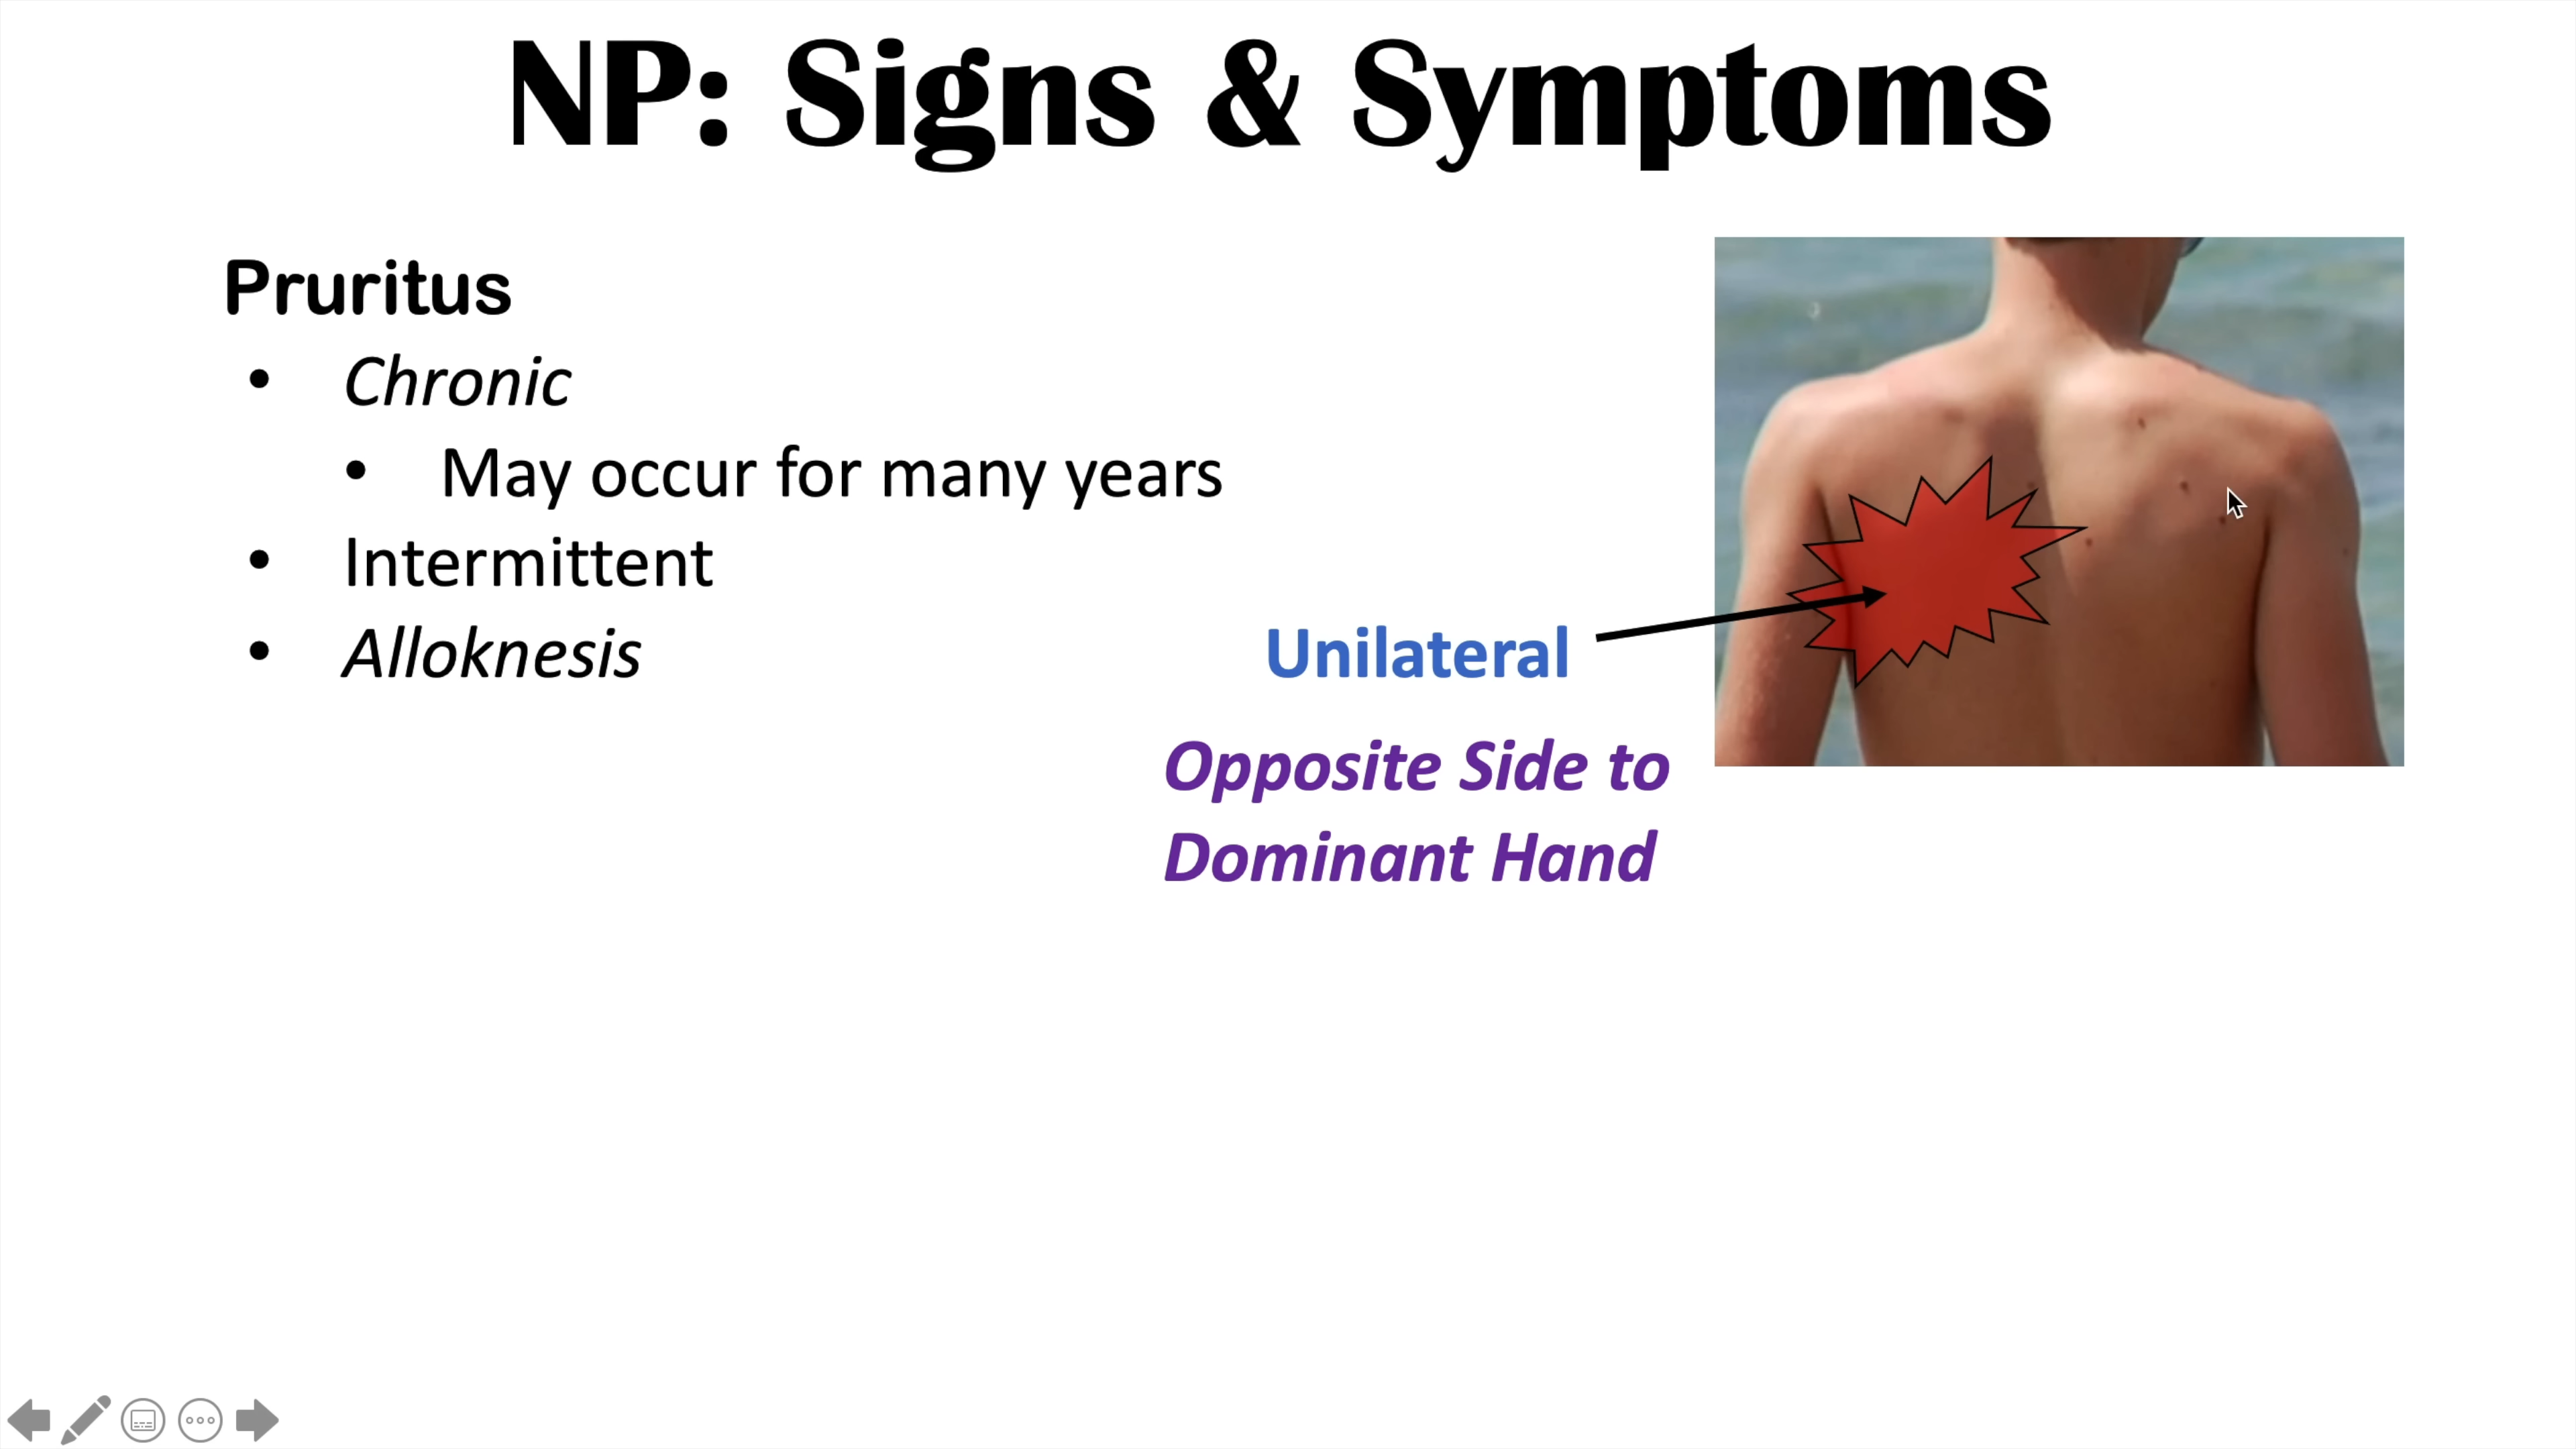 NP: Signs & Symptoms
Pruritus
• Chronic
• May occur for many years
• Intermittent
• Alloknesis
Unilateral
Opposite Side to
Dominant Hand